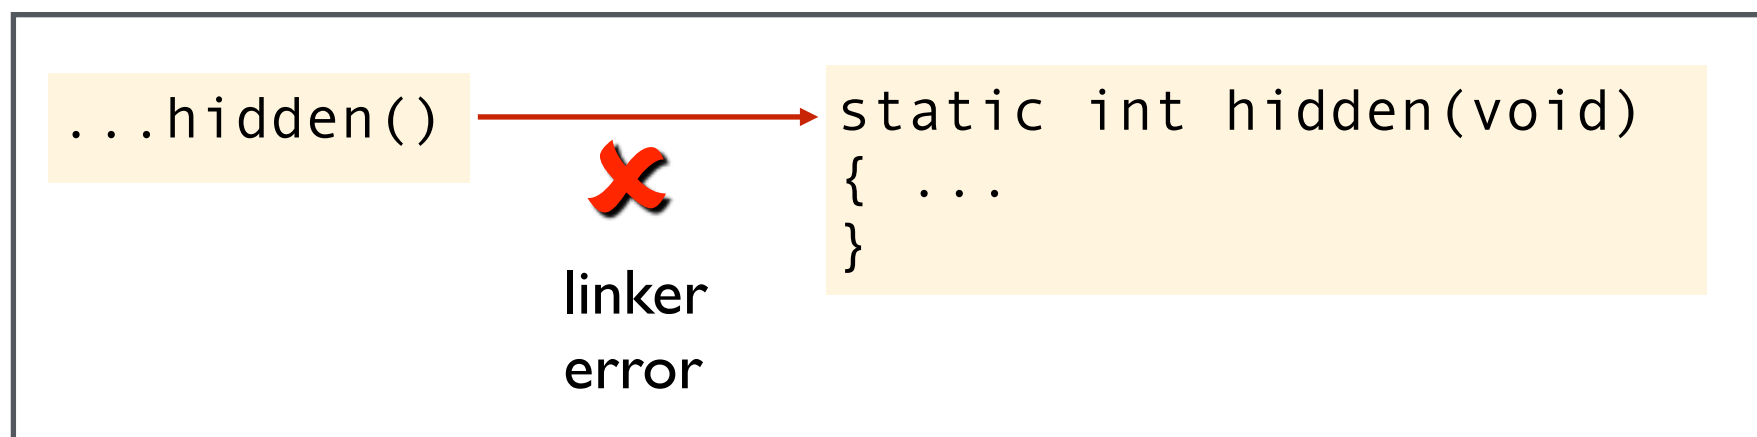 ...hidden()
static int hidden(void)
{ ...
}
linker
error